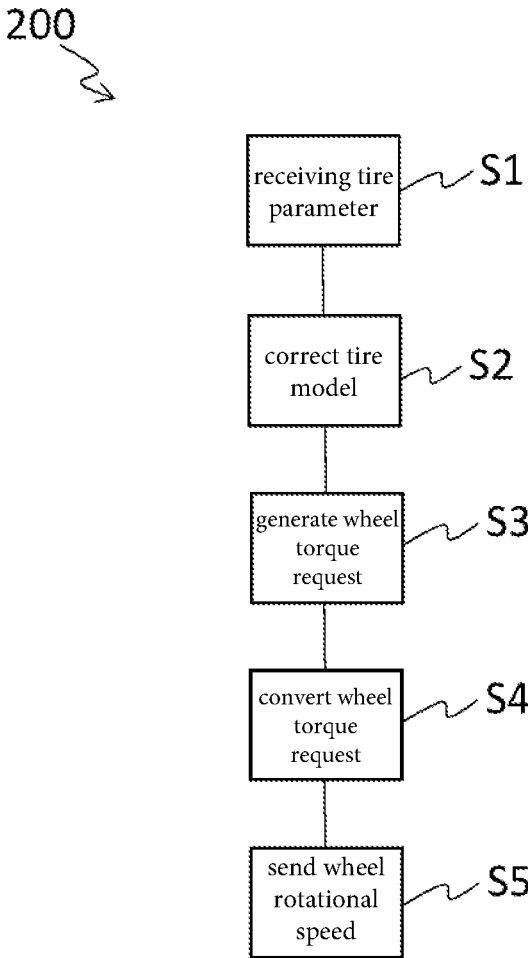 200
receiving tire
parameter
S1
correct tire
model
S2
generate wheel
torque
request
S3
convert wheel
torque
request
S4
send wheel
rotational
speed
S5